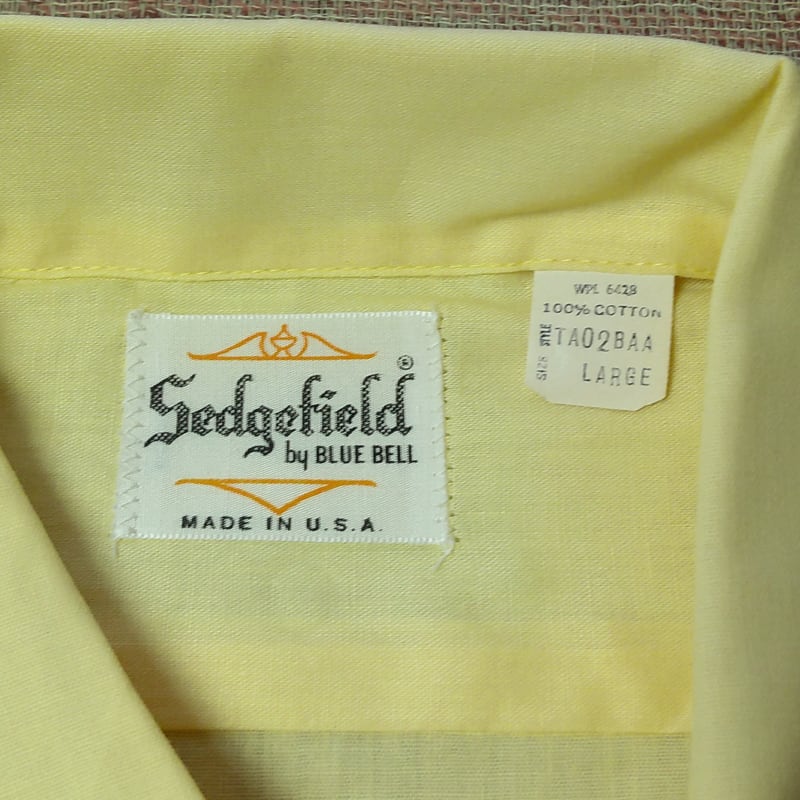 Sedgefield ®
by BLUE BELL
MADE IN U.S.A.
WPL 6428
100% COTTON
STYLE TA02BAA
SIZE LARGE